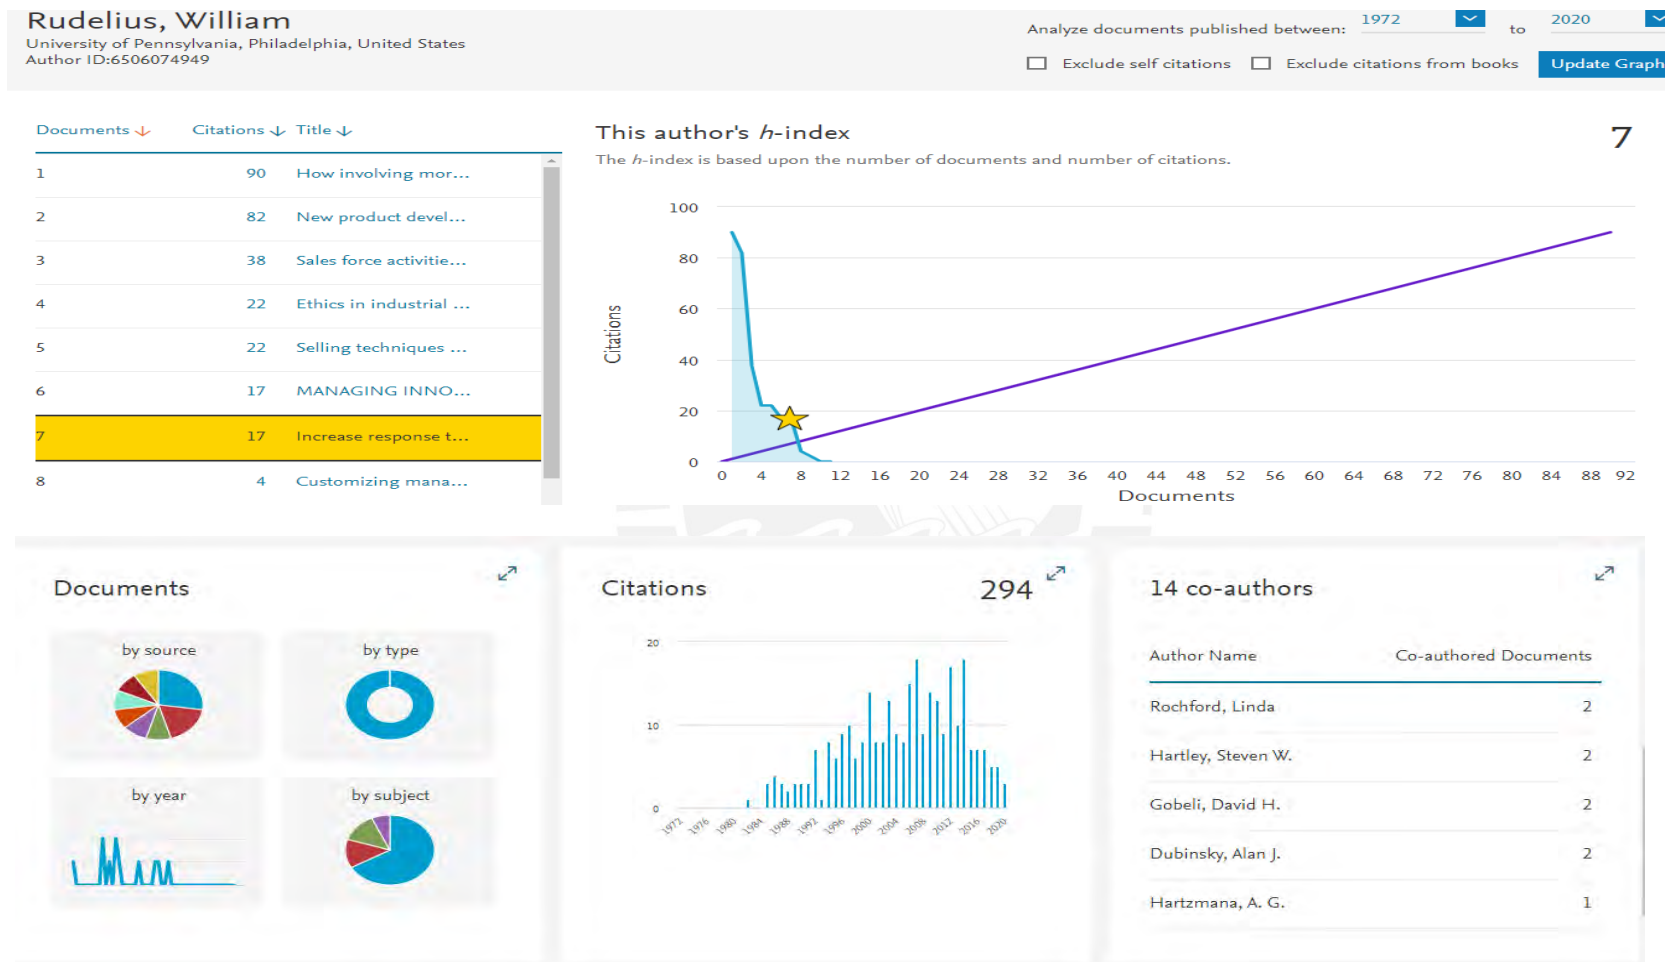 Rudelius, William
University of Pennsylvania, Philadelphia, United States
Author ID:6506074949
Analyze documents published between: 1972 to 2020
Exclude self citations Exclude citations from books Update Graph
Documents Citations Title
1 90 How involving mor...
2 82 New product devel...
3 38 Sales force activitie...
4 22 Ethics in industrial ...
5 22 Selling techniques ...
6 17 MANAGING INNO...
7 17 Increase response t...
8 4 Customizing mana...
This author's h-index 7
The h-index is based upon the number of documents and number of citations.
100
80
60
40
20
0
Citations
0 4 8 12 16 20 24 28 32 36 40 44 48 52 56 60 64 68 72 76 80 84 88 92
Documents
Documents
by source
by type
by year
by subject
Citations 294
20
10
0
1972 1976 1980 1984 1988 1992 1996 2000 2004 2008 2012 2016 2020
14 co-authors
Author Name Co-authored Documents
Rochford, Linda 2
Hartley, Steven W. 2
Gobeli, David H. 2
Dubinsky, Alan J. 2
Hartzmana, A. G. 1